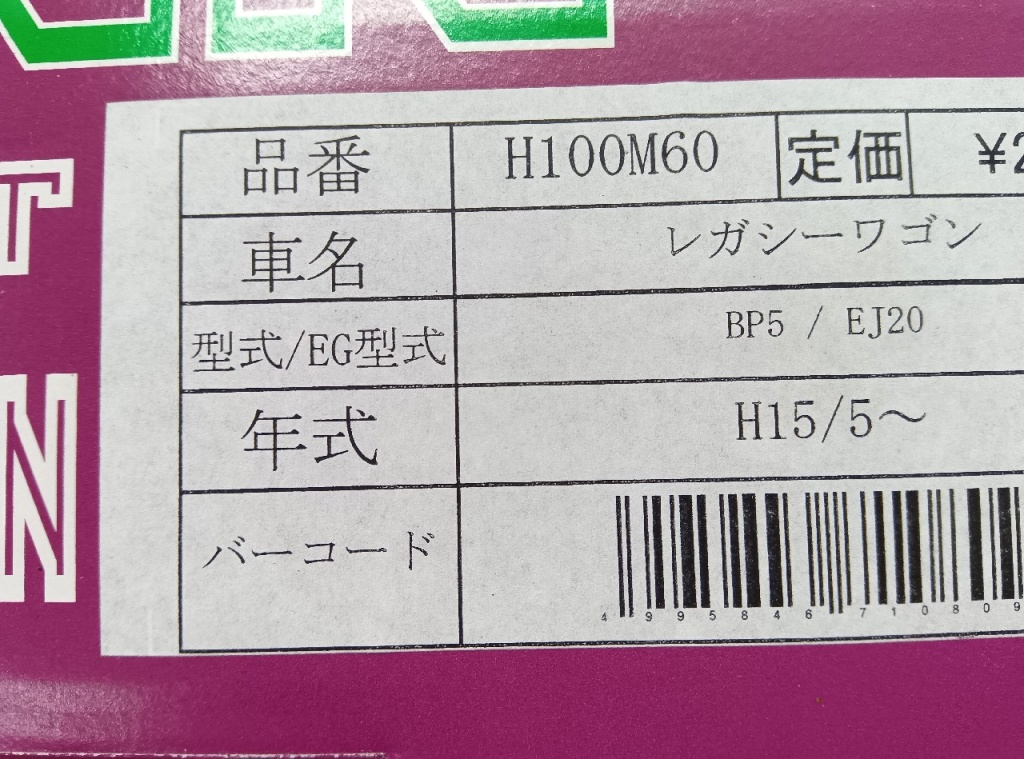 品番 H100M60 定価 ¥2
車名 レガシーワゴン
型式/EG型式 BP5 / EJ20
年式 H15/5～
バーコード
4 995846 710809
T
N